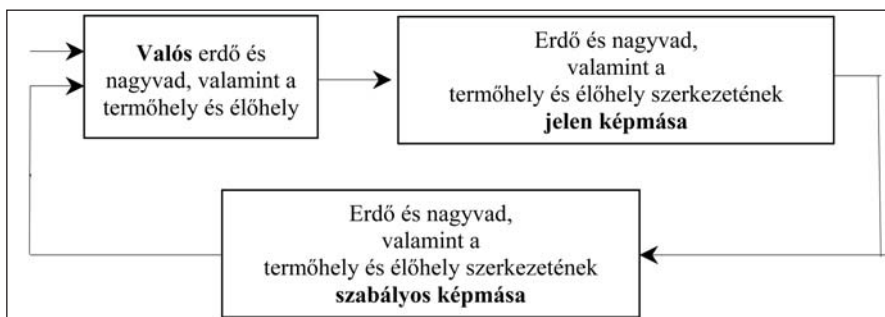 Valós erdő és
nagyvad, valamint a
termőhely és élőhely
Erdő és nagyvad,
valamint a
termőhely és élőhely szerkezetének
jelen képmása
Erdő és nagyvad,
valamint a
termőhely és élőhely szerkezetének
szabályos képmása